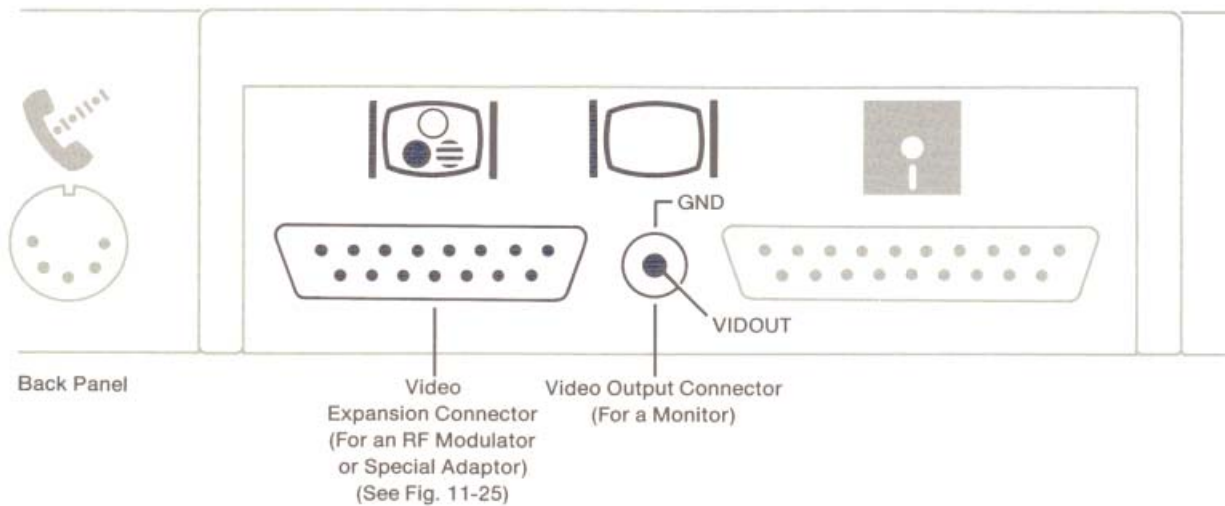 GND
VIDOUT
Back Panel
Video
Expansion Connector
(For an RF Modulator
or Special Adaptor)
(See Fig. 11-25)
Video Output Connector
(For a Monitor)